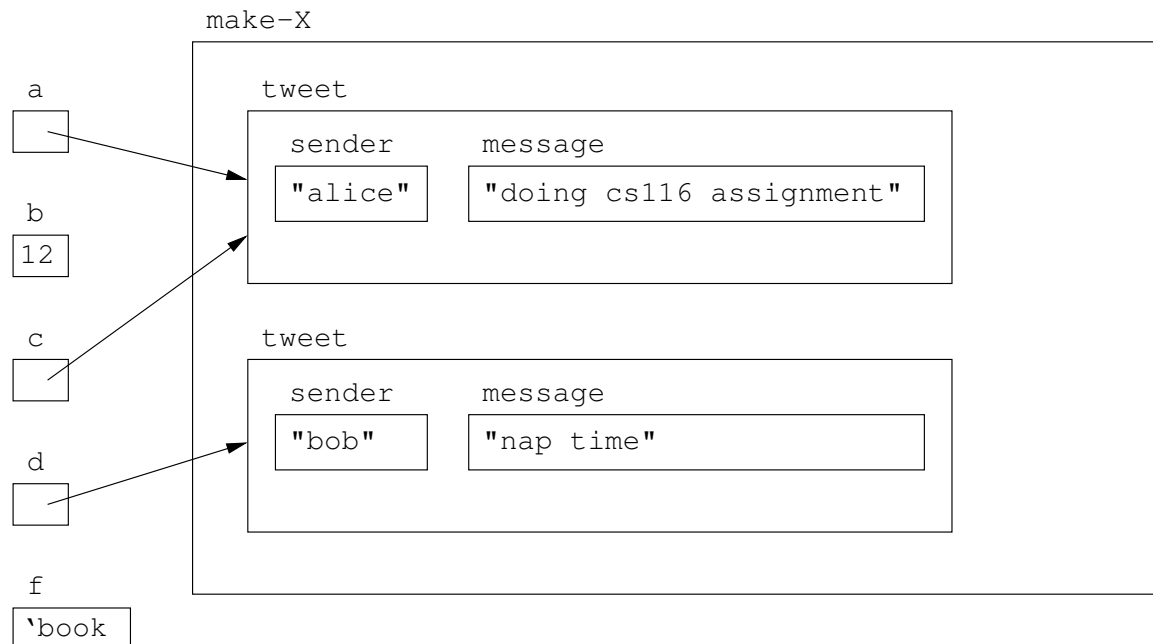 make-X
a
tweet
sender message
"alice" "doing cs116 assignment"
b
12
c
tweet
sender message
"bob" "nap time"
d
f
‘book